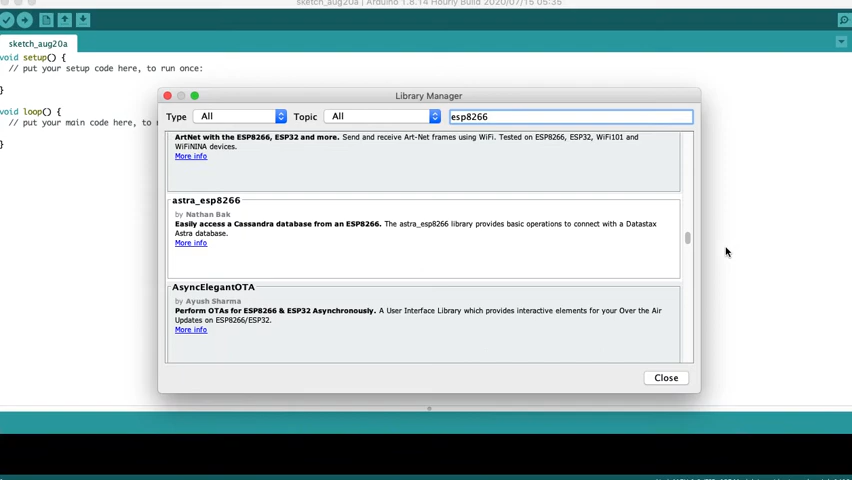 sketch_aug20a | Arduino 1.8.14 Hourly Build 2020/07/15 05:35
sketch_aug20a
void setup() {
// put your setup code here, to run once:
}
void loop() {
// put your main code here, to
}
Library Manager
Type All Topic All esp8266
ArtNet with the ESP8266, ESP32 and more. Send and receive Art-Net frames using WiFi. Tested on ESP8266, ESP32, WiFi101 and
WiFiNINA devices.
More info
astra_esp8266
by Nathan Bak
Easily access a Cassandra database from an ESP8266. The astra_esp8266 library provides basic operations to connect with a Datastax
Astra database.
More info
AsyncElegantOTA
by Ayush Sharma
Perform OTAs for ESP8266 & ESP32 Asynchronously. A User Interface Library which provides interactive elements for your Over the Air
Updates on ESP8266/ESP32.
More info
Close